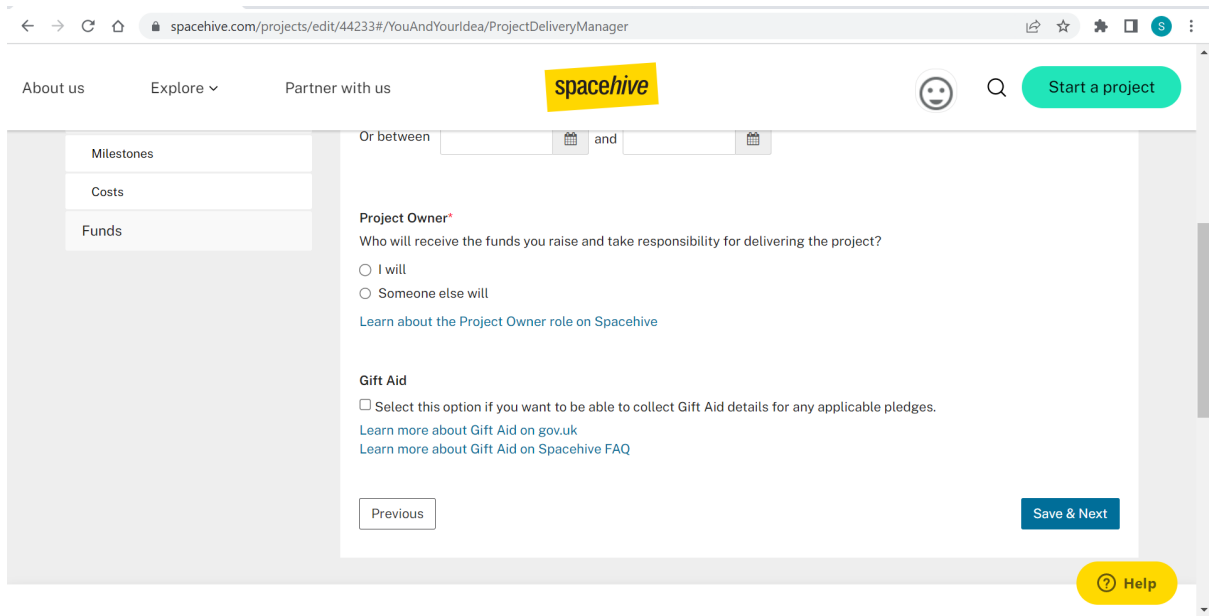 spacehive.com/projects/edit/44233#/YouAndYourIdea/ProjectDeliveryManager
S
About us
Explore
Partner with us
spacehive
Start a project
Milestones
Costs
Funds
Or between
and
Project Owner*
Who will receive the funds you raise and take responsibility for delivering the project?
I will
Someone else will
Learn about the Project Owner role on Spacehive
Gift Aid
Select this option if you want to be able to collect Gift Aid details for any applicable pledges.
Learn more about Gift Aid on gov.uk
Learn more about Gift Aid on Spacehive FAQ
Previous
Save & Next
? Help